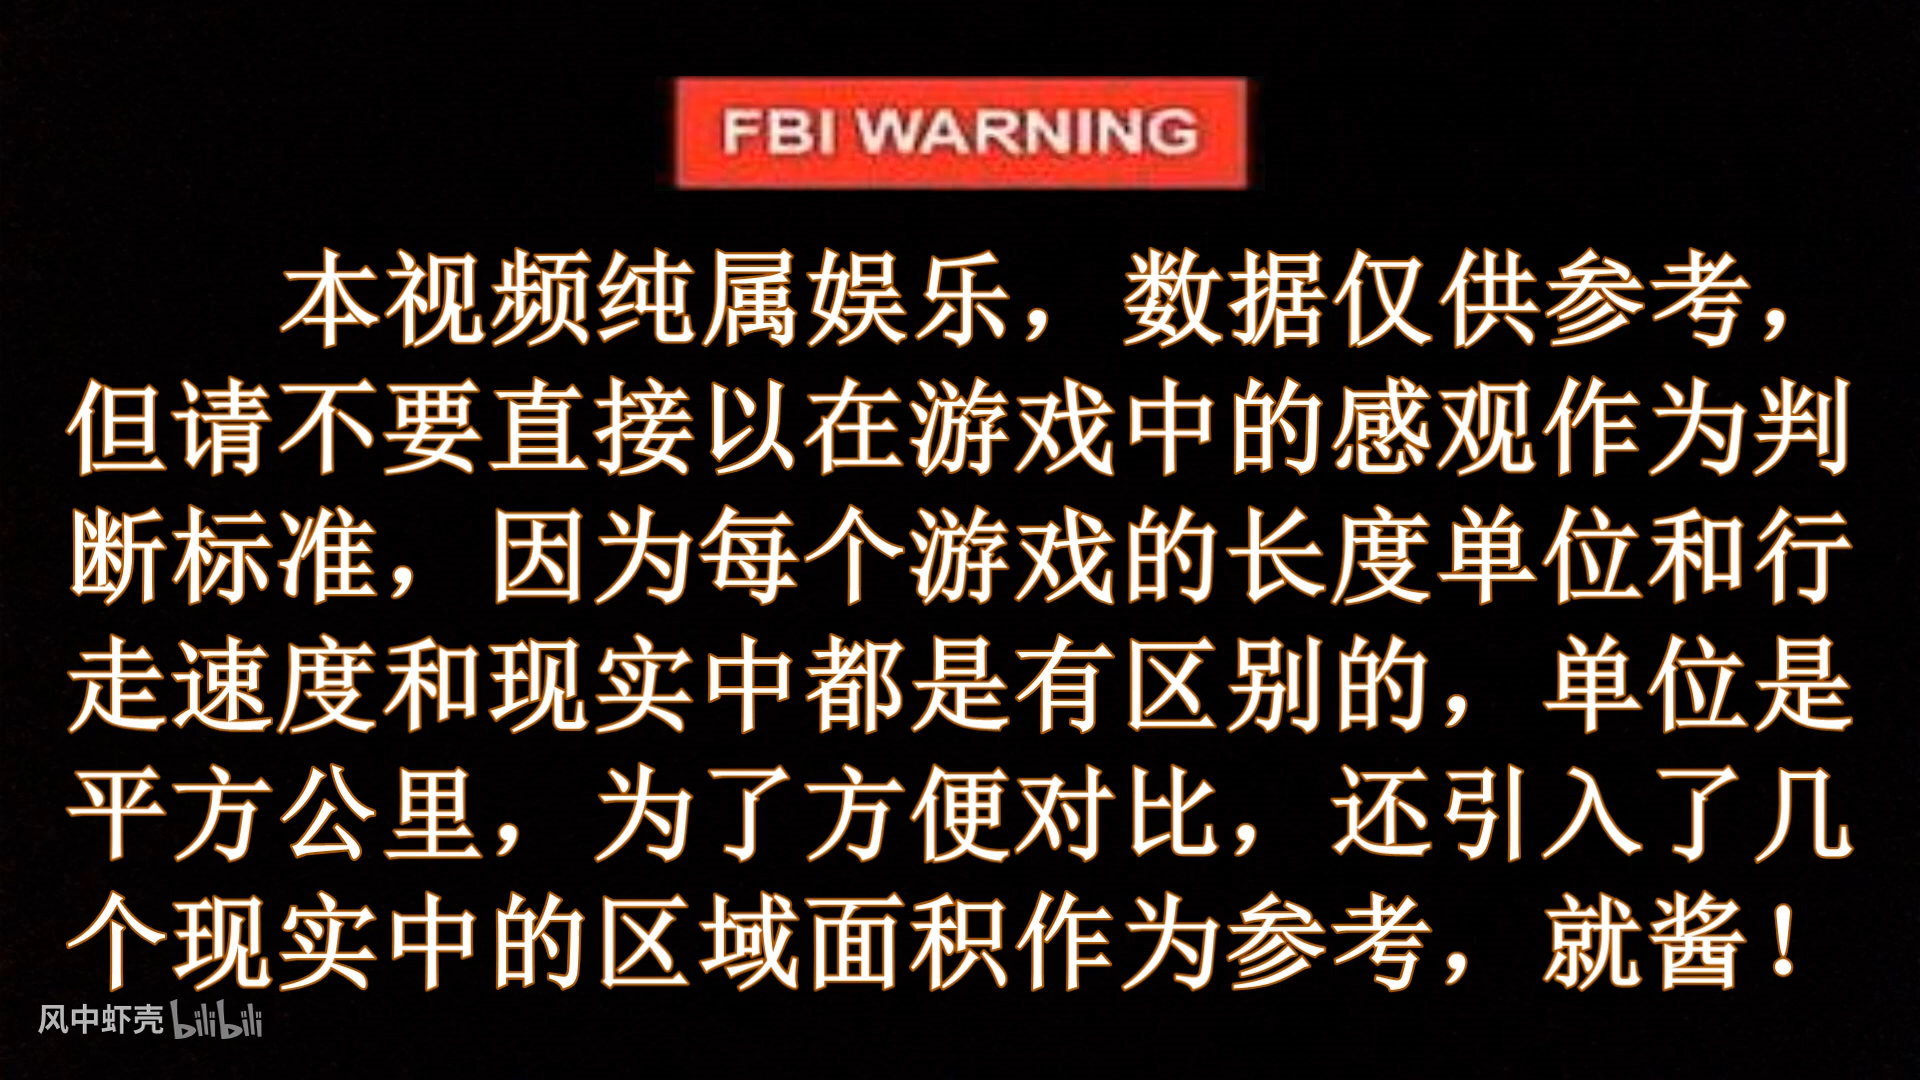 FBI WARNING
本视频纯属娱乐，数据仅供参考，
但请不要直接以在游戏中的感观作为判
断标准，因为每个游戏的长度单位和行
走速度和现实中都是有区别的，单位是
平方公里，为了方便对比，还引入了几
个现实中的区域面积作为参考，就酱！
风中虾壳 bilibili